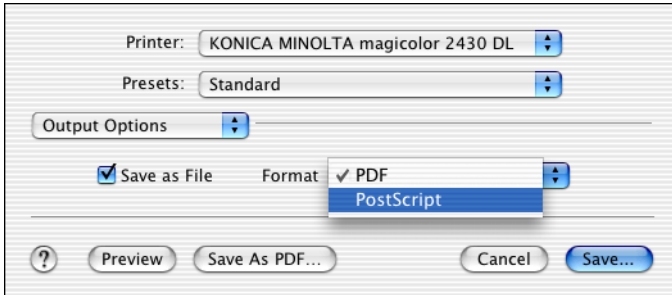 Printer: KONICA MINOLTA magicolor 2430 DL
Presets: Standard
Output Options
Save as File Format ✓ PDF
PostScript
? Preview Save As PDF... Cancel Save...